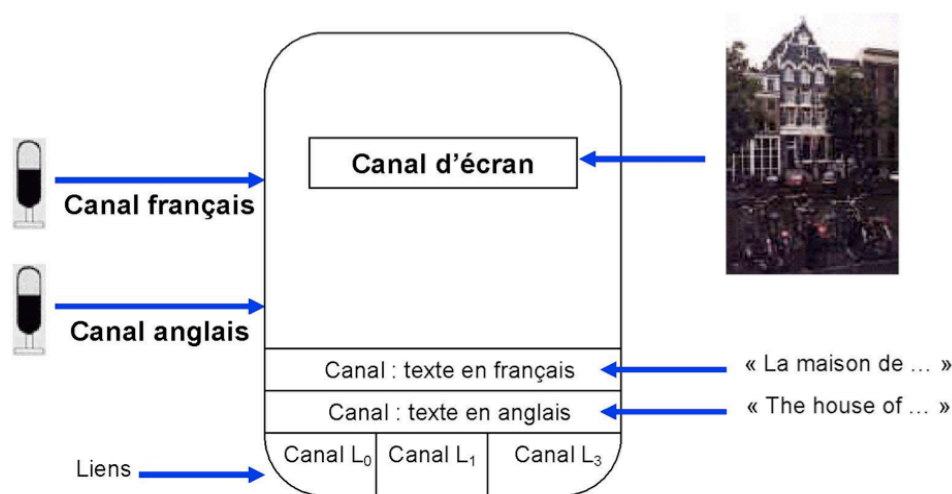 Canal d'écran
Canal français
Canal anglais
Canal : texte en français
« La maison de … »
Canal : texte en anglais
« The house of … »
Liens
Canal L₀
Canal L₁
Canal L₃